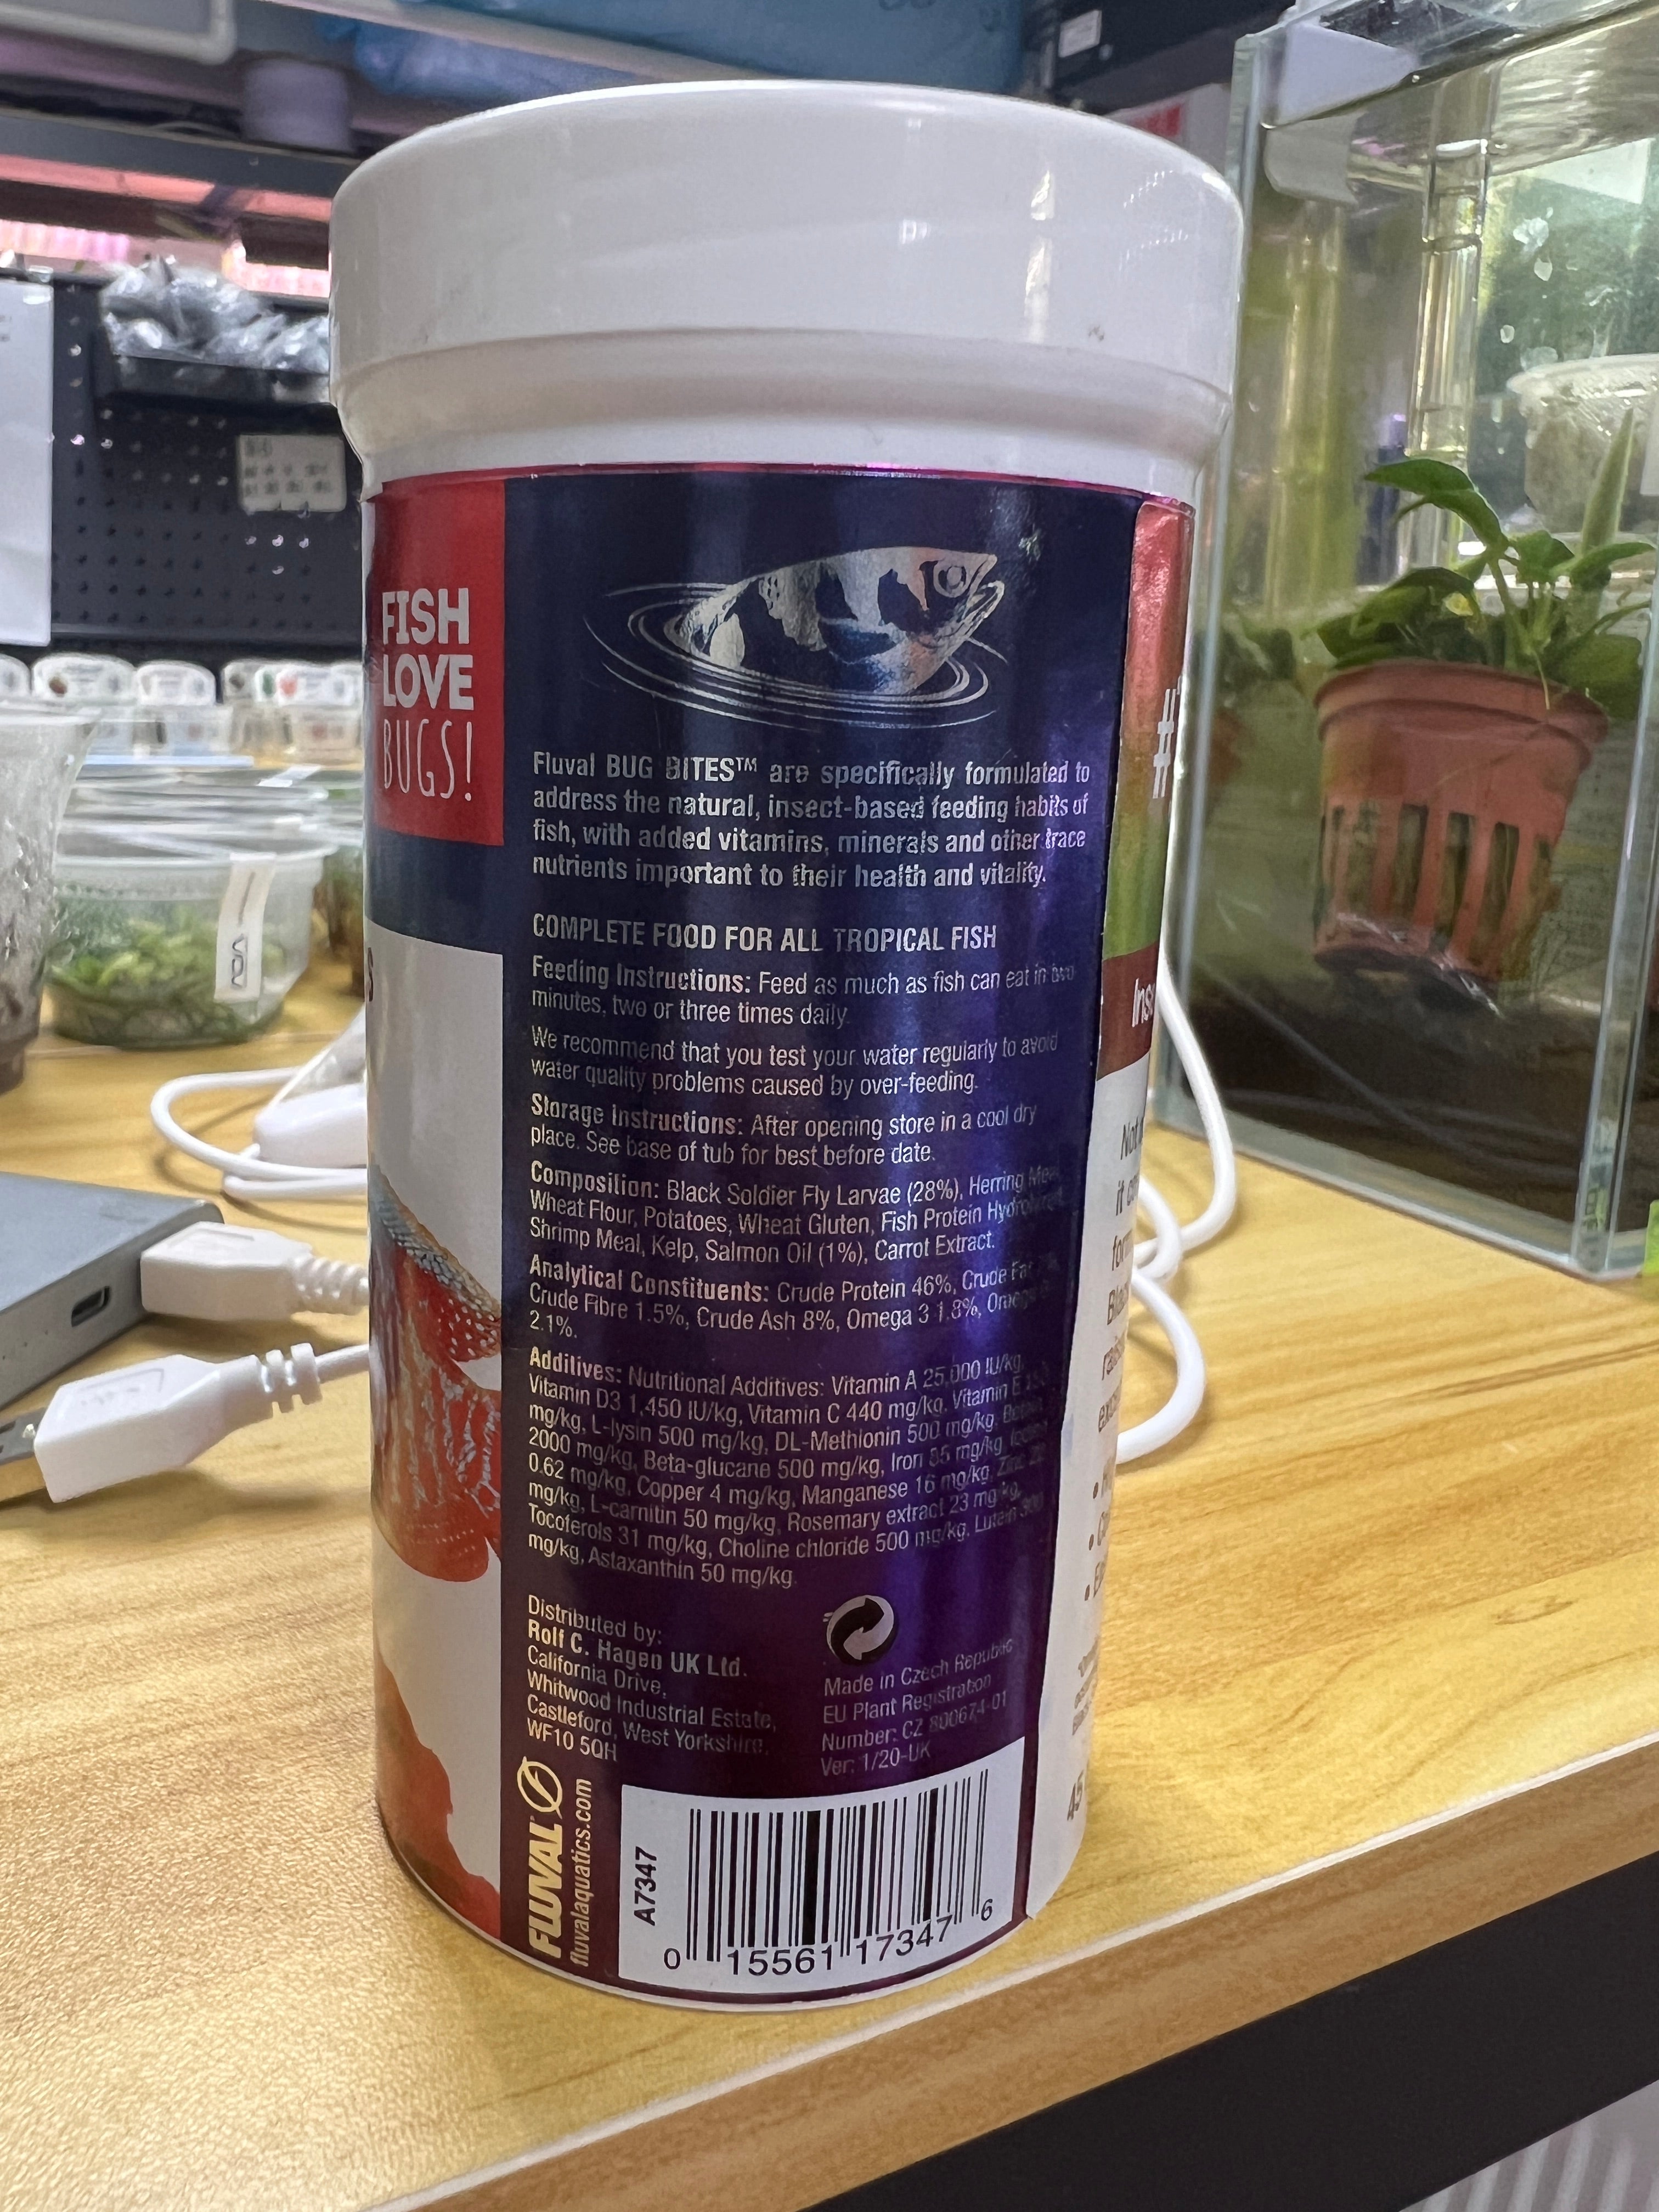 FISH
LOVE
BUGS!
Fluval BUG BITES™ are specifically formulated to
address the natural, insect-based feeding habits of
fish, with added vitamins, minerals and other trace
nutrients important to their health and vitality.
COMPLETE FOOD FOR ALL TROPICAL FISH
Feeding Instructions: Feed as much as fish can eat in two
minutes, two or three times daily.
We recommend that you test your water regularly to avoid
water quality problems caused by over-feeding.
Storage Instructions: After opening store in a cool dry
place. See base of tub for best before date.
Composition: Black Soldier Fly Larvae (28%), Herring Meal,
Wheat Flour, Potatoes, Wheat Gluten, Fish Protein
Shrimp Meal, Kelp, Salmon Oil (1%), Carrot Extract.
Analytical Constituents: Crude Protein 46%, Crude Fat
Crude Fibre 1.5%, Crude Ash 8%, Omega 3 1.8%, Omega
2.1%.
Additives: Nutritional Additives: Vitamin A 25,000 IU/kg,
Vitamin D3 1,450 IU/kg, Vitamin C 440 mg/kg, Vitamin E
mg/kg, L-lysin 500 mg/kg, DL-Methionin 500 mg/kg,
2000 mg/kg, Beta-glucane 500 mg/kg, Iron 85 mg/kg,
0.62 mg/kg, Copper 4 mg/kg, Manganese 16 mg/kg, Zinc
mg/kg, L-carnitin 50 mg/kg, Rosemary extract 23 mg/kg,
Tocoferols 31 mg/kg, Choline chloride 500 mg/kg, Lutein
mg/kg, Astaxanthin 50 mg/kg.
Distributed by:
Rolf C. Hagen UK Ltd.
California Drive,
Whitwood Industrial Estate,
Castleford, West Yorkshire,
WF10 5QH
Made in Czech Republic
EU Plant Registration
Number: CZ 800674-01
Ver: 1/20-UK
FLUVAL
fluvalaquatics.com
A7347
0 15561 17347 6